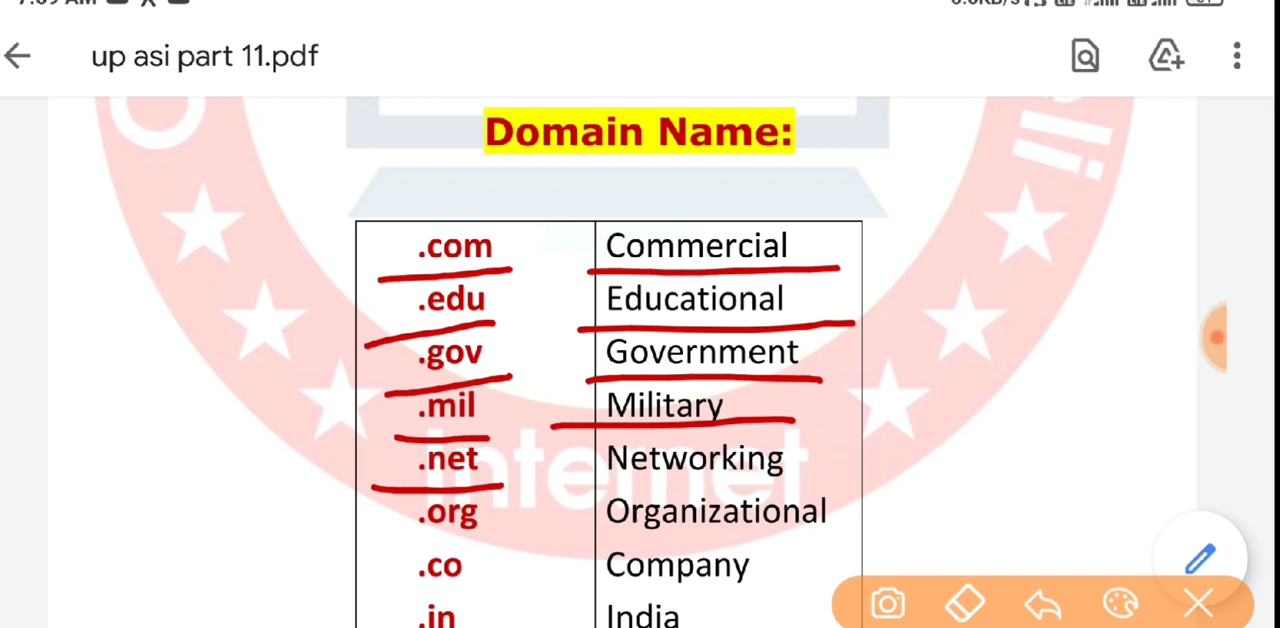 up asi part 11.pdf
Domain Name:
.com Commercial
.edu Educational
.gov Government
.mil Military
.net Networking
.org Organizational
.co Company
.in India
Internet